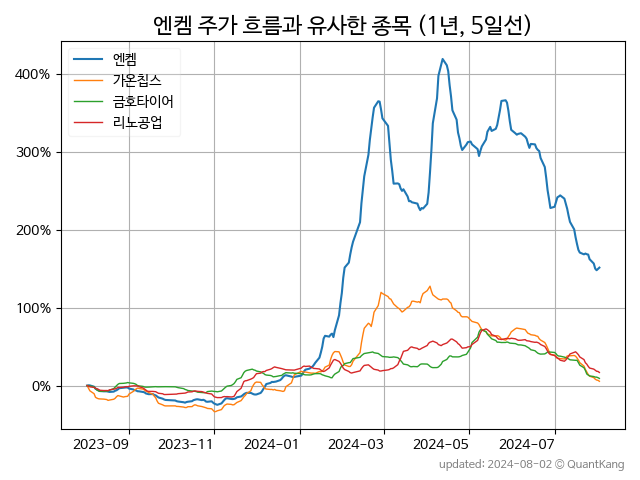 엔켐 주가 흐름과 유사한 종목 (1년, 5일선)
엔켐
가온칩스
금호타이어
리노공업
400%
300%
200%
100%
0%
2023-09 2023-11 2024-01 2024-03 2024-05 2024-07
updated: 2024-08-02 © QuantKang